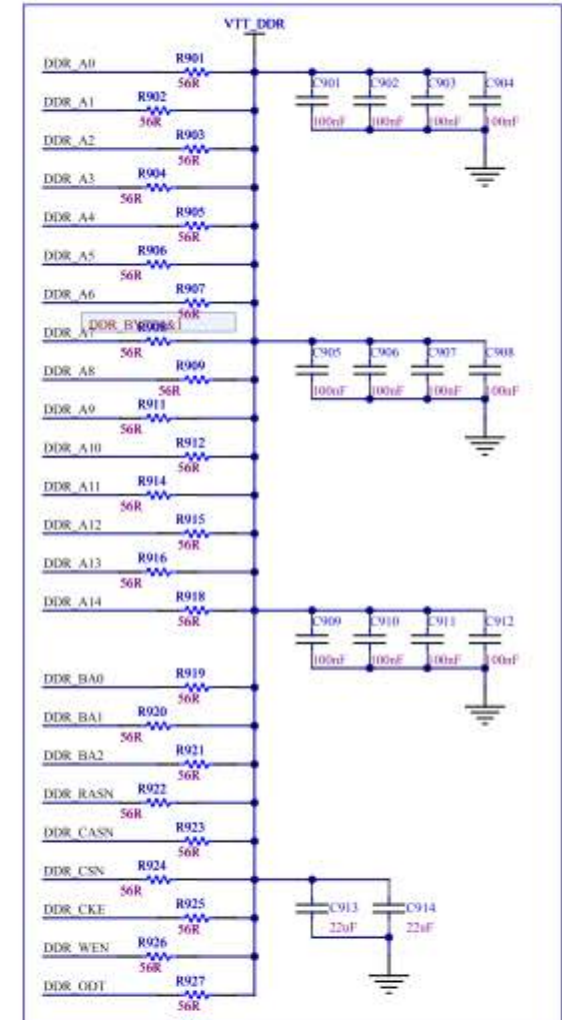 VTT_DDR
DDR_A0 R901 56R
C901 C902 C903 C904
100nF 100nF 100nF 100nF
DDR_A1 R902 56R
DDR_A2 R903 56R
DDR_A3 R904 56R
DDR_A4 R905 56R
DDR_A5 R906 56R
DDR_A6 R907 56R
DDR_A7 R908 56R
C905 C906 C907 C908
100nF 100nF 100nF 100nF
DDR_A8 R909 56R
DDR_A9 R911 56R
DDR_A10 R912 56R
DDR_A11 R914 56R
DDR_A12 R915 56R
DDR_A13 R916 56R
DDR_A14 R918 56R
C909 C910 C911 C912
100nF 100nF 100nF 100nF
DDR_BA0 R919 56R
DDR_BA1 R920 56R
DDR_BA2 R921 56R
DDR_RASN R922 56R
DDR_CASN R923 56R
DDR_CSN R924 56R
C913 C914
22uF 22uF
DDR_CKE R925 56R
DDR_WEN R926 56R
DDR_ODT R927 56R